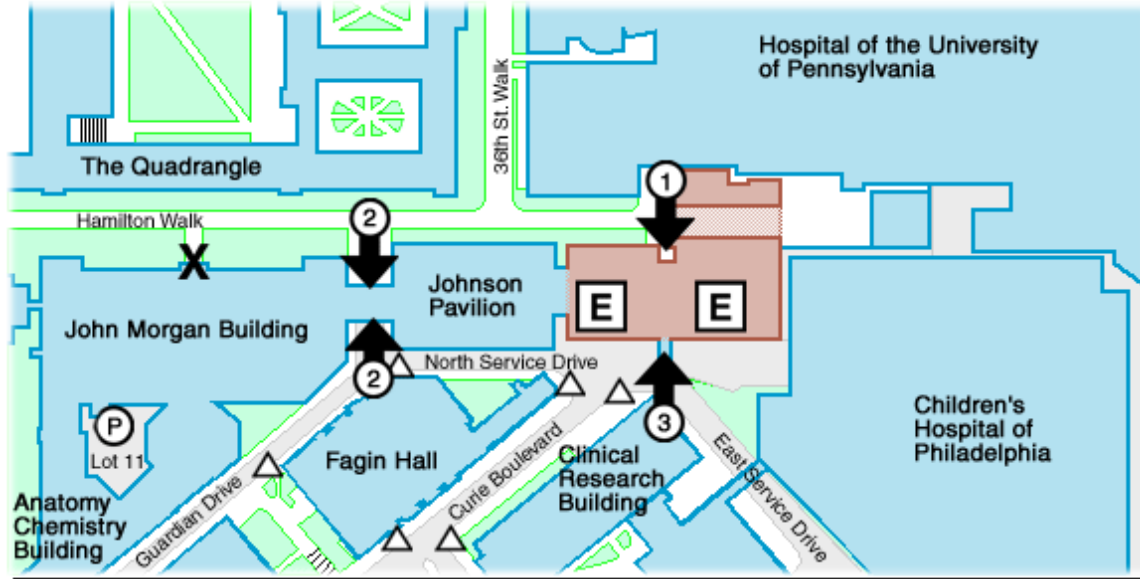 Hospital of the University
of Pennsylvania
36th St. Walk
The Quadrangle
1
Hamilton Walk
2
X
Johnson
Pavilion
E
E
John Morgan Building
North Service Drive
2
3
P
Lot 11
Children's
Hospital of
Philadelphia
Fagin Hall
Clinical
Research
Building
Curie Boulevard
East Service Drive
Anatomy
Chemistry
Building
Guardian Drive